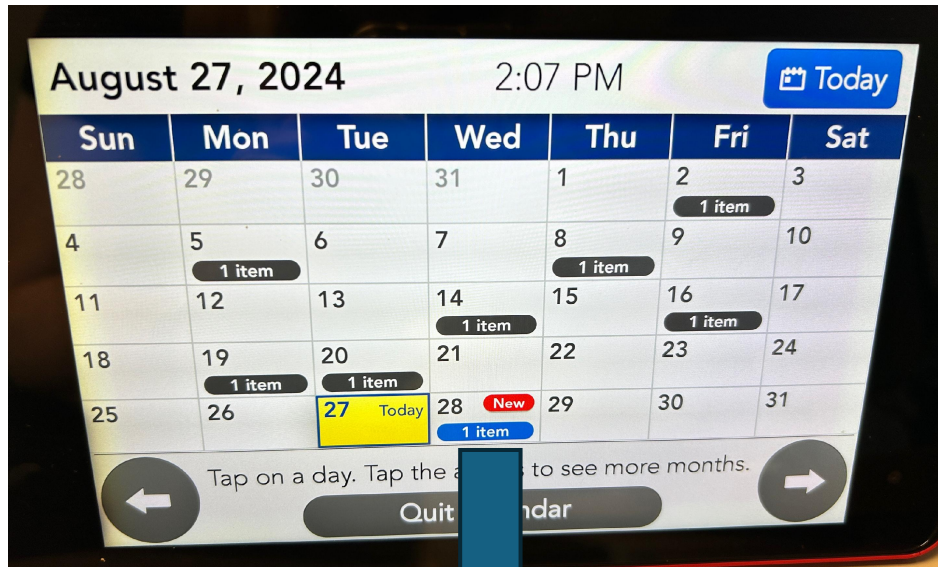 August 27, 2024 2:07 PM Today
Sun Mon Tue Wed Thu Fri Sat
28 29 30 31 1 2 3
1 item
4 5 6 7 8 9 10
1 item 1 item
11 12 13 14 15 16 17
1 item 1 item
18 19 20 21 22 23 24
1 item 1 item
25 26 27 Today 28 New 29 30 31
1 item
Tap on a day. Tap the to see more months.
Quit